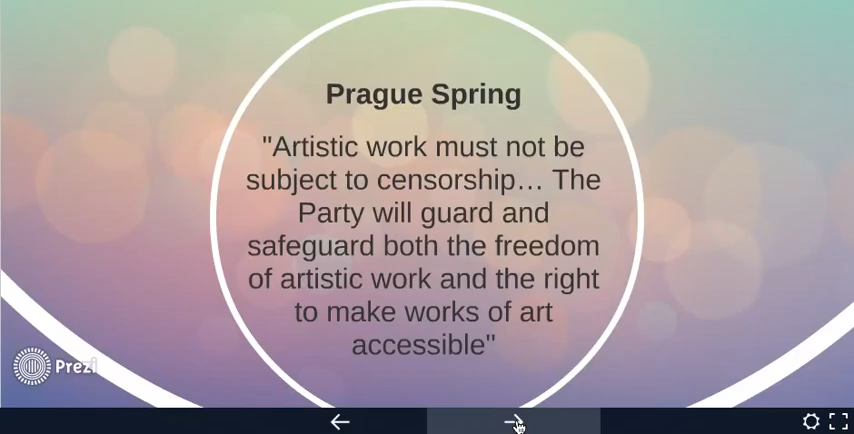 Prague Spring
"Artistic work must not be
subject to censorship… The
Party will guard and
safeguard both the freedom
of artistic work and the right
to make works of art
accessible"
Prezi